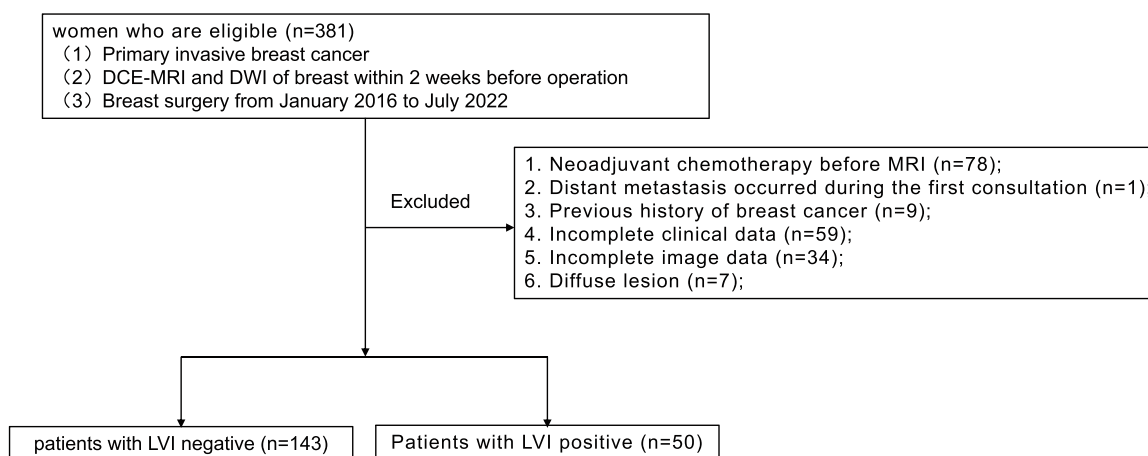 women who are eligible (n=381)
（1）Primary invasive breast cancer
（2）DCE-MRI and DWI of breast within 2 weeks before operation
（3）Breast surgery from January 2016 to July 2022
1. Neoadjuvant chemotherapy before MRI (n=78);
2. Distant metastasis occurred during the first consultation (n=1)
Excluded
3. Previous history of breast cancer (n=9);
4. Incomplete clinical data (n=59);
5. Incomplete image data (n=34);
6. Diffuse lesion (n=7);
patients with LVI negative (n=143)
Patients with LVI positive (n=50)